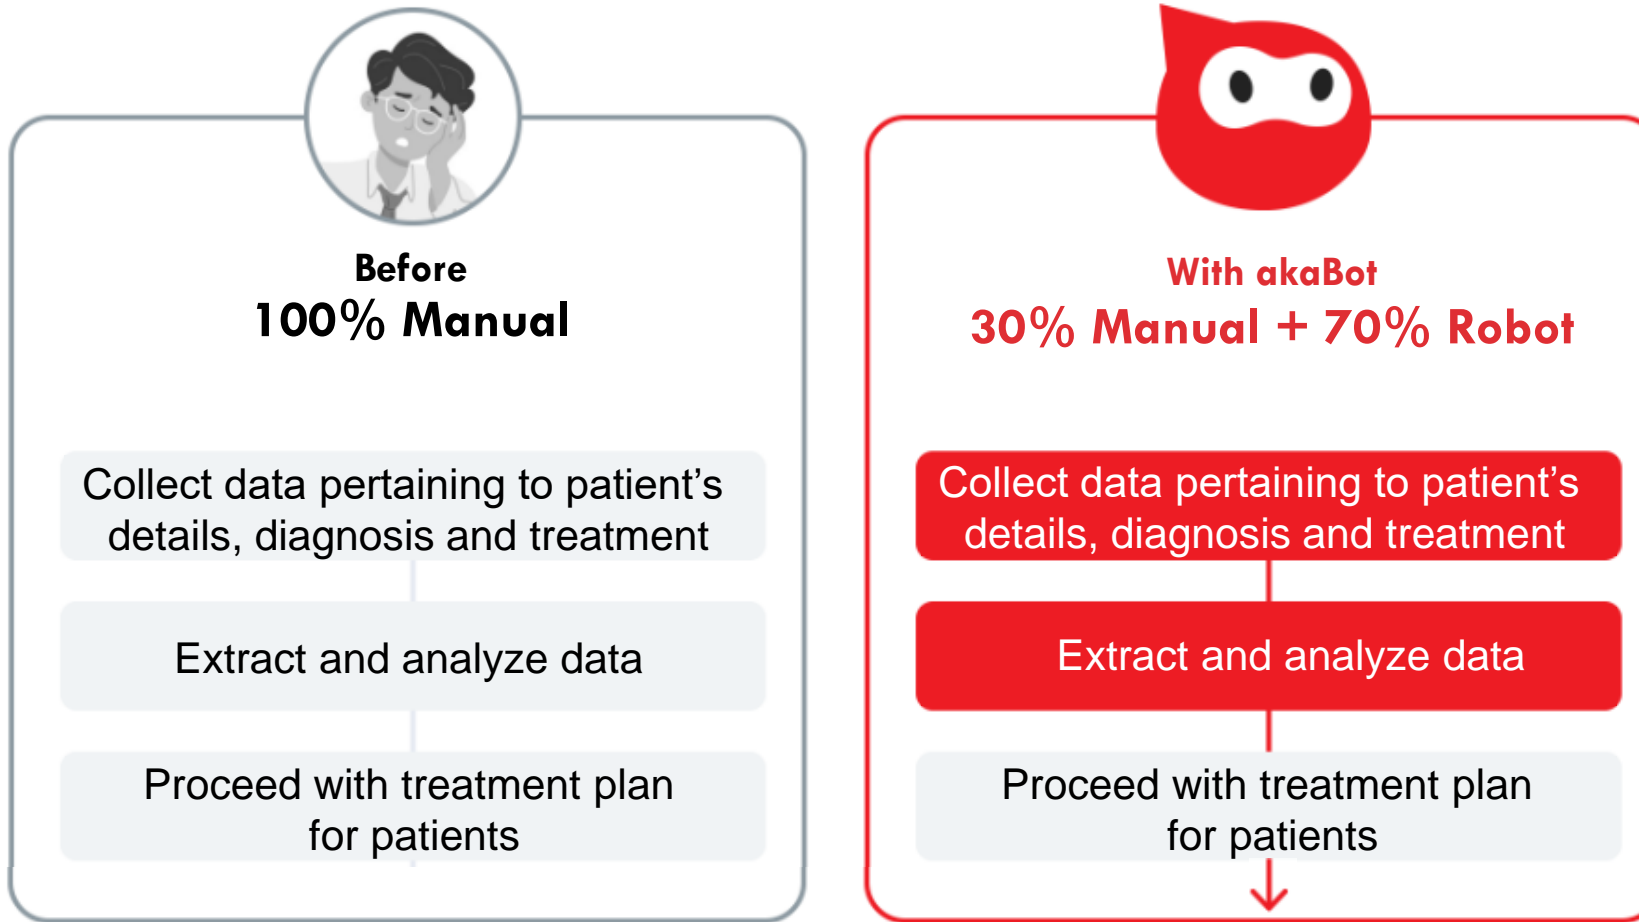 Before
100% Manual
Collect data pertaining to patient’s
details, diagnosis and treatment
Extract and analyze data
Proceed with treatment plan
for patients
With akaBot
30% Manual + 70% Robot
Collect data pertaining to patient’s
details, diagnosis and treatment
Extract and analyze data
Proceed with treatment plan
for patients